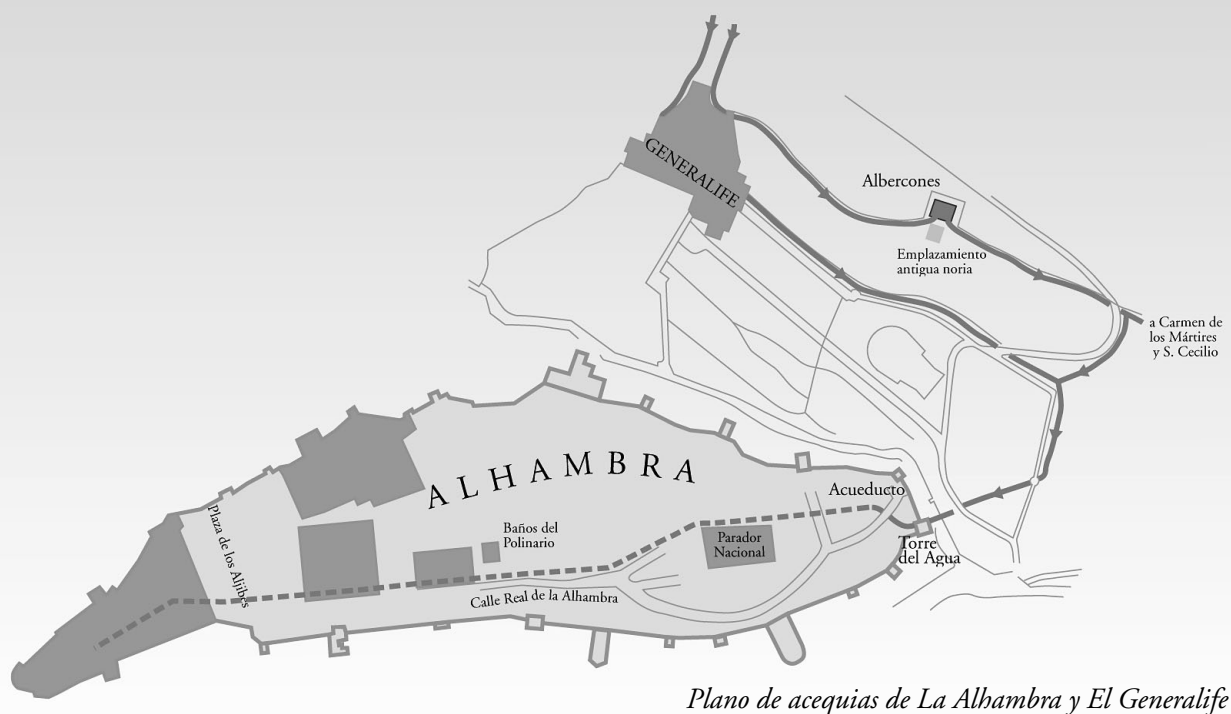 GENERALIFE
Albercones
Emplazamiento
antigua noria
a Carmen de
los Mártires
y S. Cecilio
ALHAMBRA
Acueducto
Plaza de los Aljibes
Baños del
Polinario
Parador
Nacional
Torre
del Agua
Calle Real de la Alhambra
Plano de acequias de La Alhambra y El Generalife